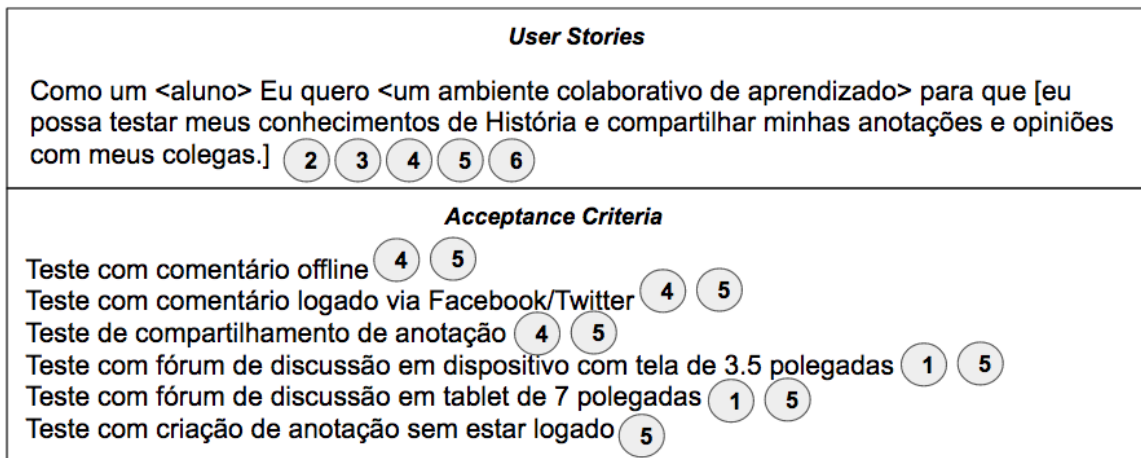 User Stories
Como um <aluno> Eu quero <um ambiente colaborativo de aprendizado> para que [eu
possa testar meus conhecimentos de História e compartilhar minhas anotações e opiniões
com meus colegas.] 2 3 4 5 6
Acceptance Criteria
Teste com comentário offline 4 5
Teste com comentário logado via Facebook/Twitter 4 5
Teste de compartilhamento de anotação 4 5
Teste com fórum de discussão em dispositivo com tela de 3.5 polegadas 1 5
Teste com fórum de discussão em tablet de 7 polegadas 1 5
Teste com criação de anotação sem estar logado 5